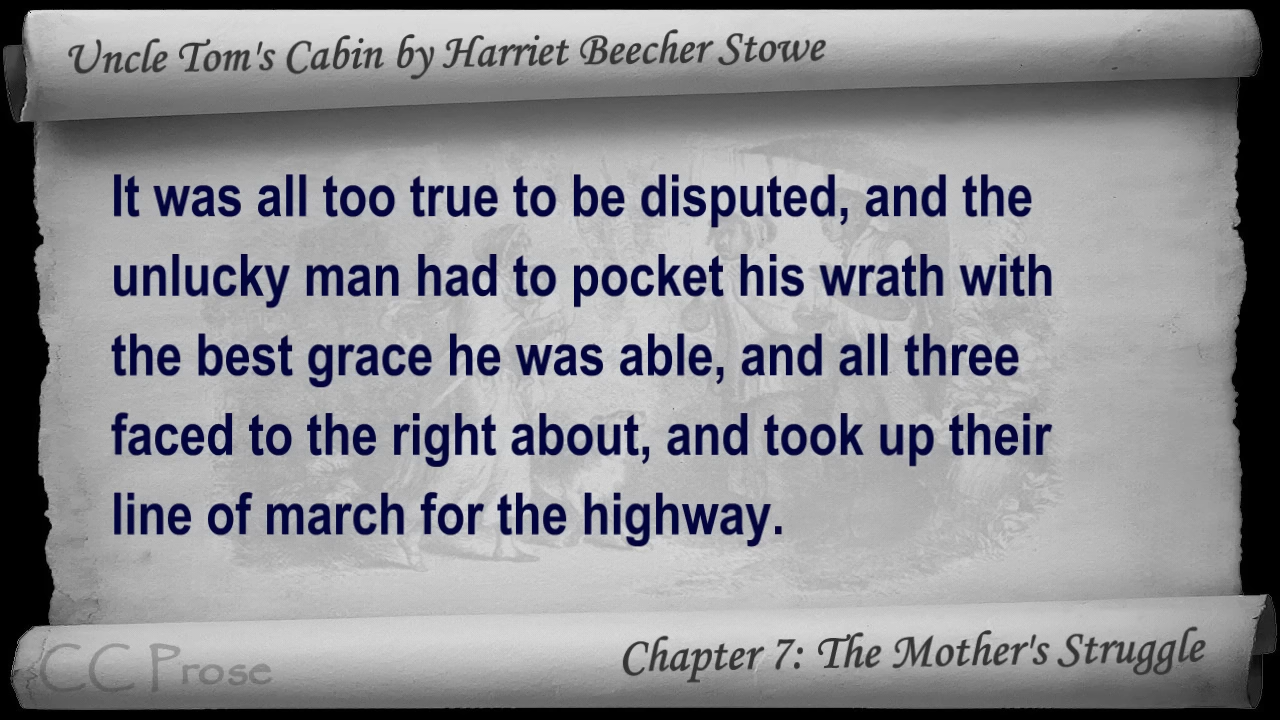 Uncle Tom's Cabin by Harriet Beecher Stowe
It was all too true to be disputed, and the
unlucky man had to pocket his wrath with
the best grace he was able, and all three
faced to the right about, and took up their
line of march for the highway.
CC Prose
Chapter 7: The Mother's Struggle